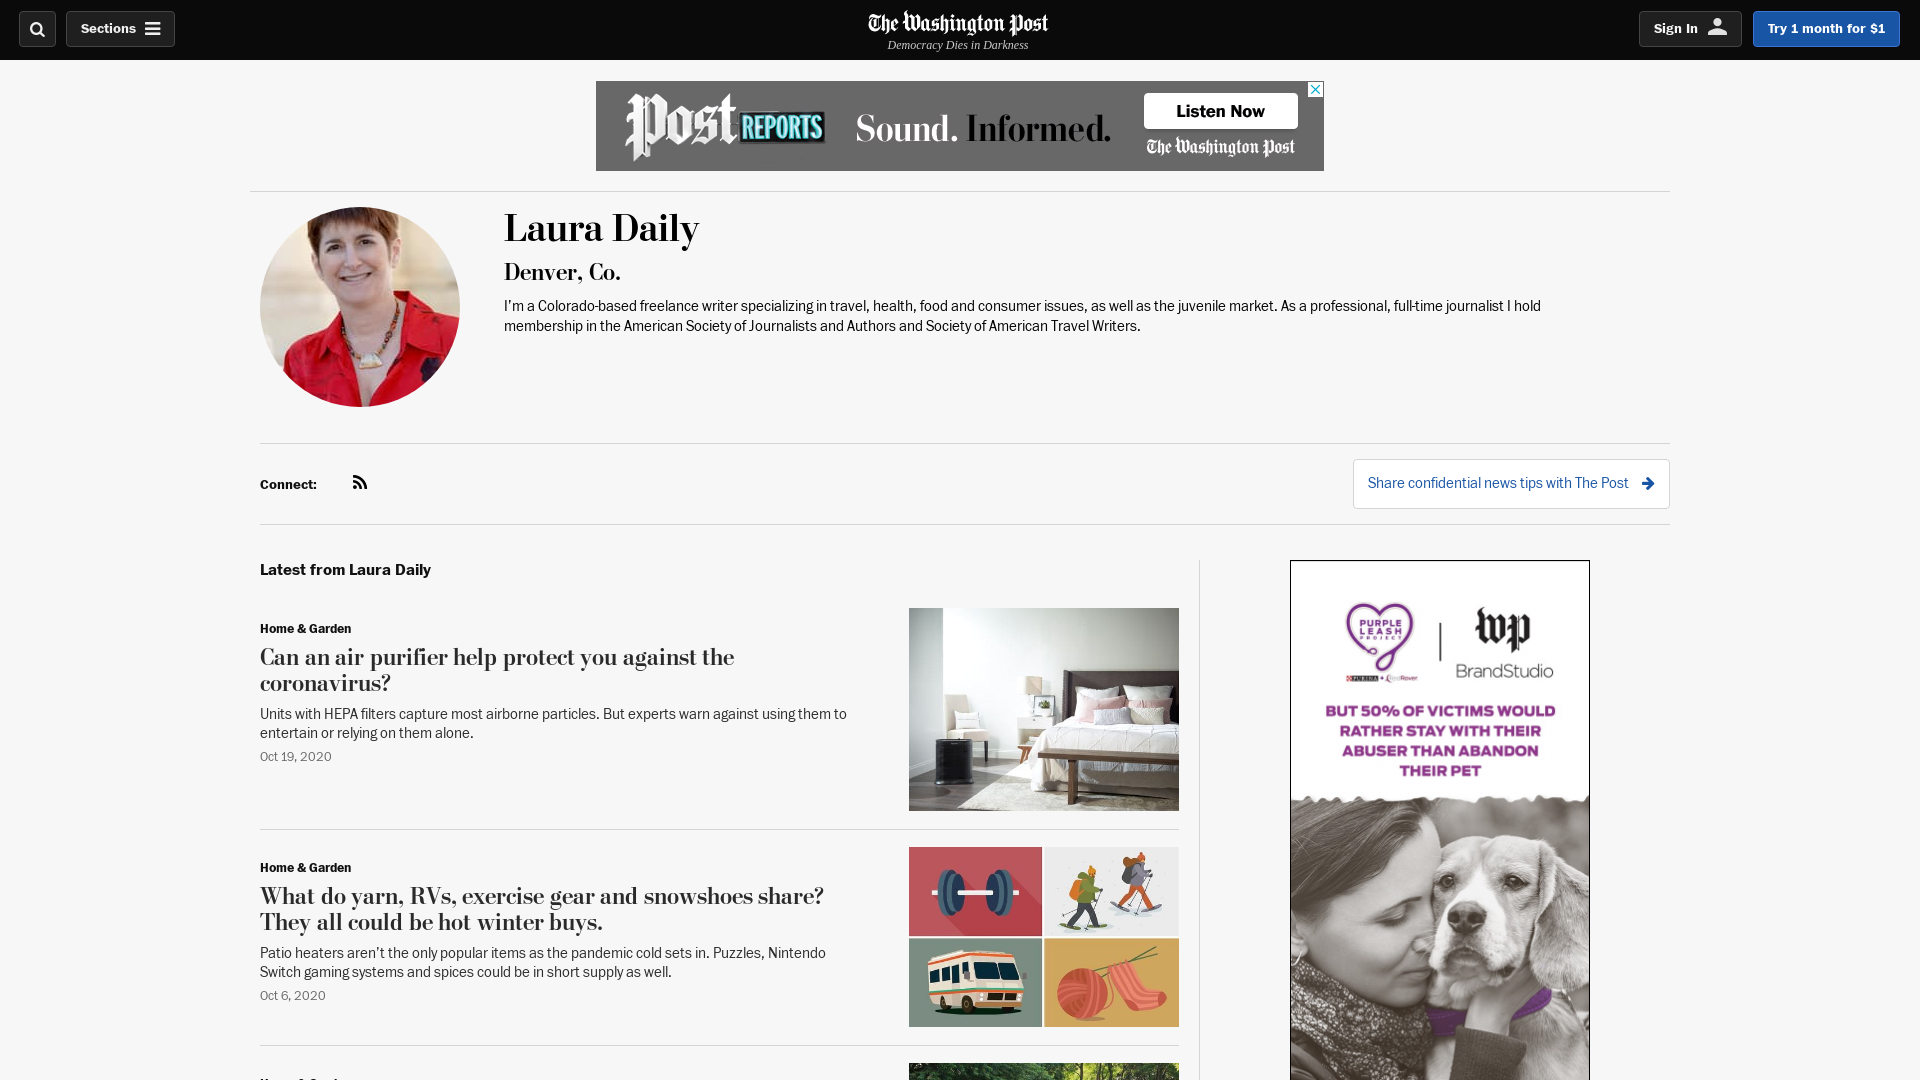 Sections
The Washington Post
Democracy Dies in Darkness
Sign In
Try 1 month for $1
Post REPORTS
Sound. Informed.
Listen Now
The Washington Post
Laura Daily
Denver, Co.
I'm a Colorado-based freelance writer specializing in travel, health, food and consumer issues, as well as the juvenile market. As a professional, full-time journalist I hold
membership in the American Society of Journalists and Authors and Society of American Travel Writers.
Connect:
Share confidential news tips with The Post
Latest from Laura Daily
Home & Garden
Can an air purifier help protect you against the
coronavirus?
Units with HEPA filters capture most airborne particles. But experts warn against using them to
entertain or relying on them alone.
Oct 19, 2020
Home & Garden
What do yarn, RVs, exercise gear and snowshoes share?
They all could be hot winter buys.
Patio heaters aren't the only popular items as the pandemic cold sets in. Puzzles, Nintendo
Switch gaming systems and spices could be in short supply as well.
Oct 6, 2020
PURPLE
LEASH
PROJECT
PURINA +
wp
BrandStudio
BUT 50% OF VICTIMS WOULD
RATHER STAY WITH THEIR
ABUSER THAN ABANDON
THEIR PET